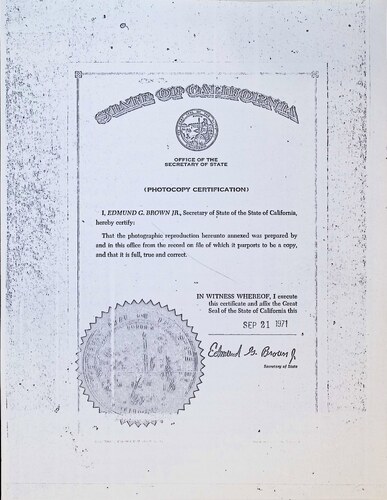 STATE OF CALIFORNIA
OFFICE OF THE
SECRETARY OF STATE
(PHOTOCOPY CERTIFICATION)
I, EDMUND G. BROWN JR., Secretary of State of the State of California,
hereby certify:
That the photographic reproduction hereunto annexed was prepared by
and in this office from the record on file of which it purports to be a copy,
and that it is full, true and correct.
IN WITNESS WHEREOF, I execute
this certificate and affix the Great
Seal of the State of California this
SEP 21 1971
Edmund G. Brown Jr.
Secretary of State